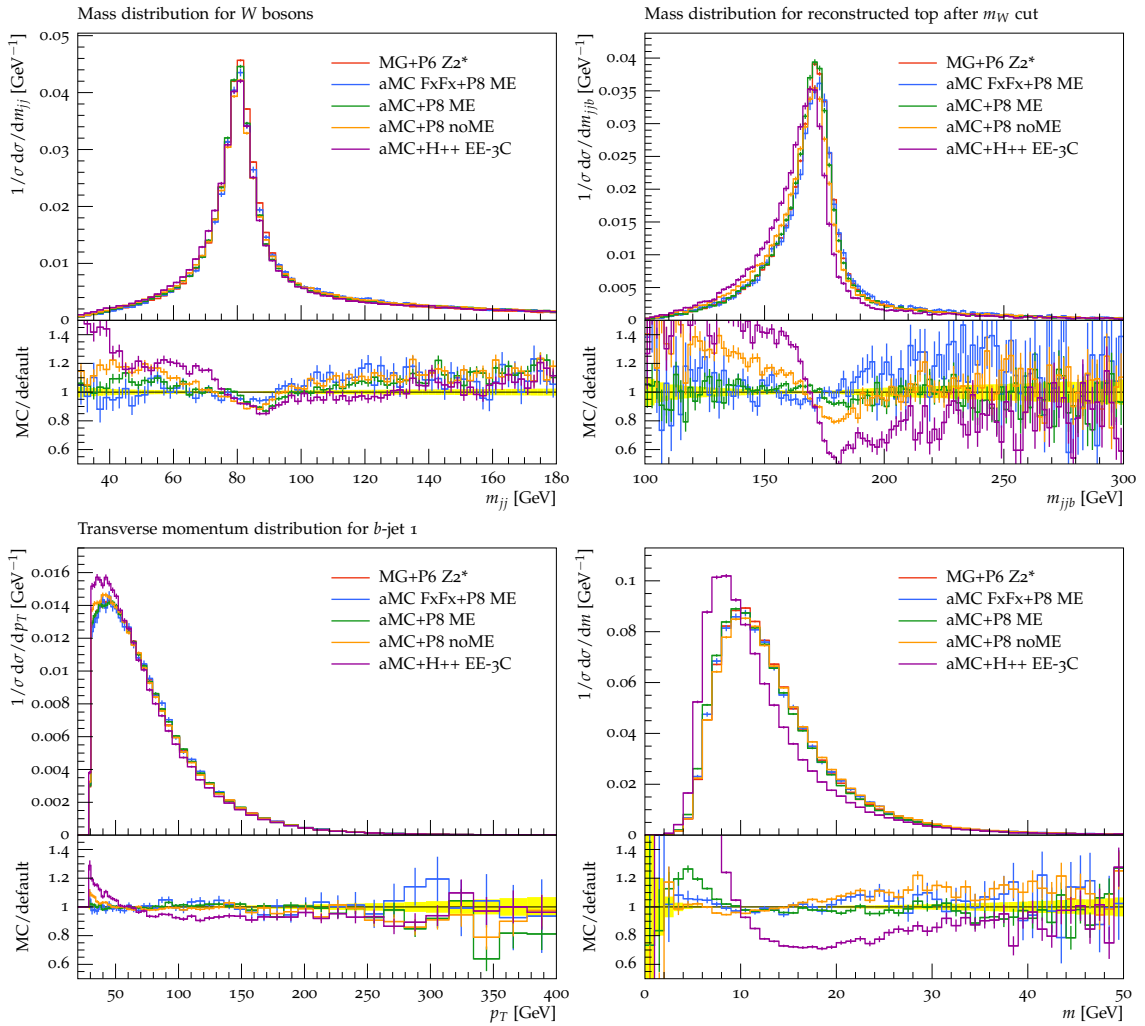 Mass distribution for W bosons
1/σ dσ/dm_jj [GeV⁻¹]
0.05
0.04
0.03
0.02
0.01
0
MG+P6 Z2*
aMC FxFx+P8 ME
aMC+P8 ME
aMC+P8 noME
aMC+H++ EE-3C
MC/default
1.4
1.2
1
0.8
0.6
40 60 80 100 120 140 160 180
m_jj [GeV]
Mass distribution for reconstructed top after m_W cut
1/σ dσ/dm_jjb [GeV⁻¹]
0.04
0.035
0.03
0.025
0.02
0.015
0.01
0.005
0
MG+P6 Z2*
aMC FxFx+P8 ME
aMC+P8 ME
aMC+P8 noME
aMC+H++ EE-3C
MC/default
1.4
1.2
1
0.8
0.6
100 150 200 250 300
m_jjb [GeV]
Transverse momentum distribution for b-jet 1
1/σ dσ/dp_T [GeV⁻¹]
0.016
0.014
0.012
0.01
0.008
0.006
0.004
0.002
0
MG+P6 Z2*
aMC FxFx+P8 ME
aMC+P8 ME
aMC+P8 noME
aMC+H++ EE-3C
MC/default
1.4
1.2
1
0.8
0.6
50 100 150 200 250 300 350 400
p_T [GeV]
1/σ dσ/dm [GeV⁻¹]
0.1
0.08
0.06
0.04
0.02
0
MG+P6 Z2*
aMC FxFx+P8 ME
aMC+P8 ME
aMC+P8 noME
aMC+H++ EE-3C
MC/default
1.4
1.2
1
0.8
0.6
0 10 20 30 40 50
m [GeV]